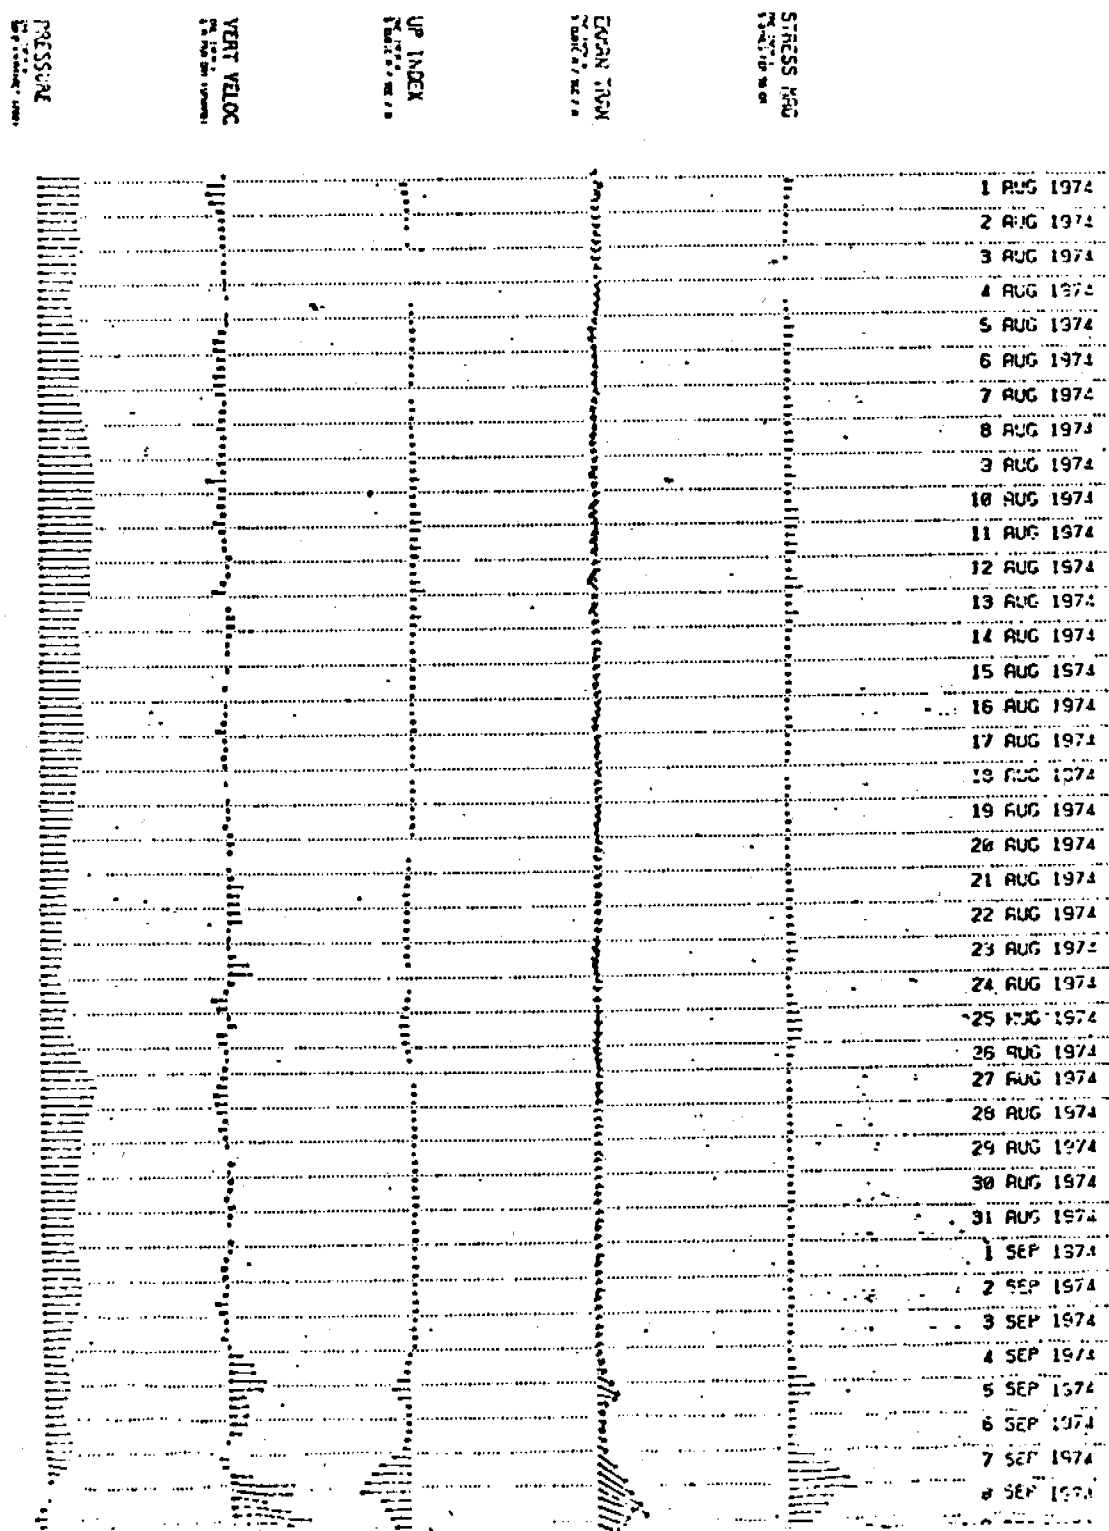 PRESSURE
VERT VELOC
UP INDEX
EKMAN TRAN
STRESS MAG
1 AUG 1974
2 AUG 1974
3 AUG 1974
4 AUG 1974
5 AUG 1974
6 AUG 1974
7 AUG 1974
8 AUG 1974
9 AUG 1974
10 AUG 1974
11 AUG 1974
12 AUG 1974
13 AUG 1974
14 AUG 1974
15 AUG 1974
16 AUG 1974
17 AUG 1974
18 AUG 1974
19 AUG 1974
20 AUG 1974
21 AUG 1974
22 AUG 1974
23 AUG 1974
24 AUG 1974
25 AUG 1974
26 AUG 1974
27 AUG 1974
28 AUG 1974
29 AUG 1974
30 AUG 1974
31 AUG 1974
1 SEP 1974
2 SEP 1974
3 SEP 1974
4 SEP 1974
5 SEP 1974
6 SEP 1974
7 SEP 1974
8 SEP 1974